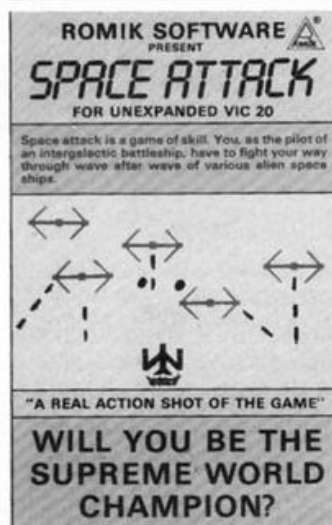 ROMIK SOFTWARE
PRESENT
SPACE ATTACK
FOR UNEXPANDED VIC 20
Space attack is a game of skill. You, as the pilot of
an intergalactic battleship, have to fight your way
through wave after wave of various alien space
ships.
"A REAL ACTION SHOT OF THE GAME"
WILL YOU BE THE
SUPREME WORLD
CHAMPION?